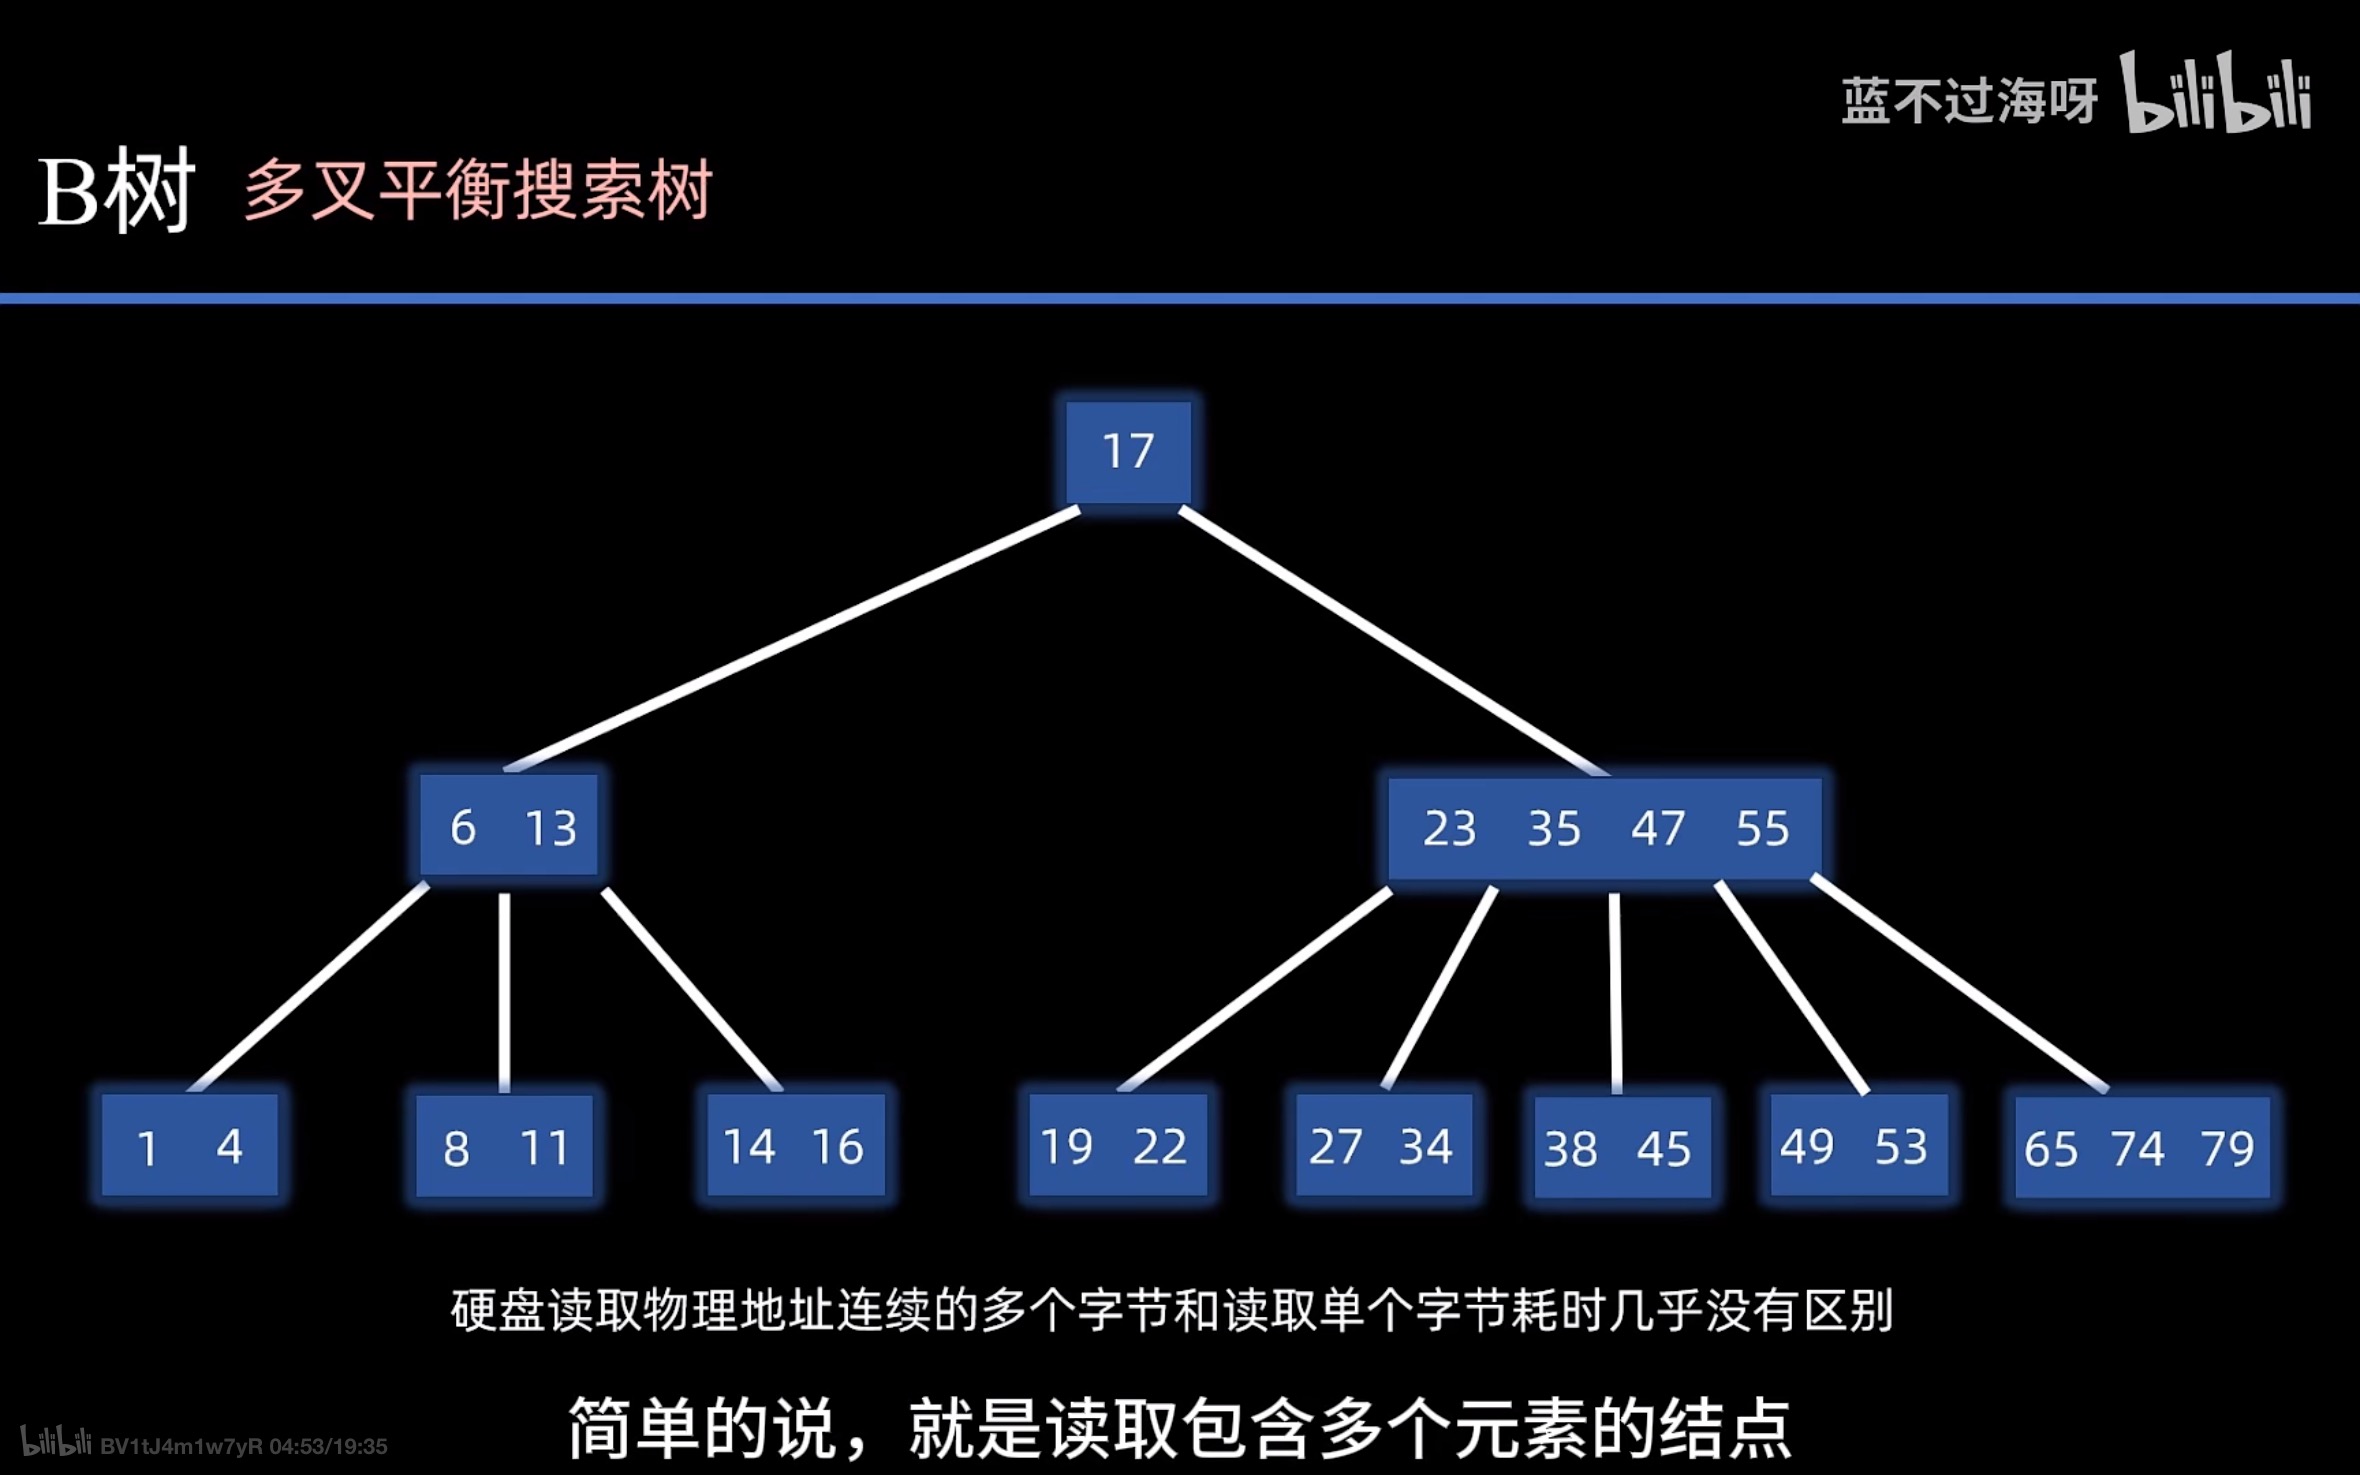 蓝不过海呀 bilibili
B树 多叉平衡搜索树
17
6 13
23 35 47 55
1 4
8 11
14 16
19 22
27 34
38 45
49 53
65 74 79
硬盘读取物理地址连续的多个字节和读取单个字节耗时几乎没有区别
简单的说，就是读取包含多个元素的结点
bilibili BV1tJ4m1w7yR 04:53/19:35